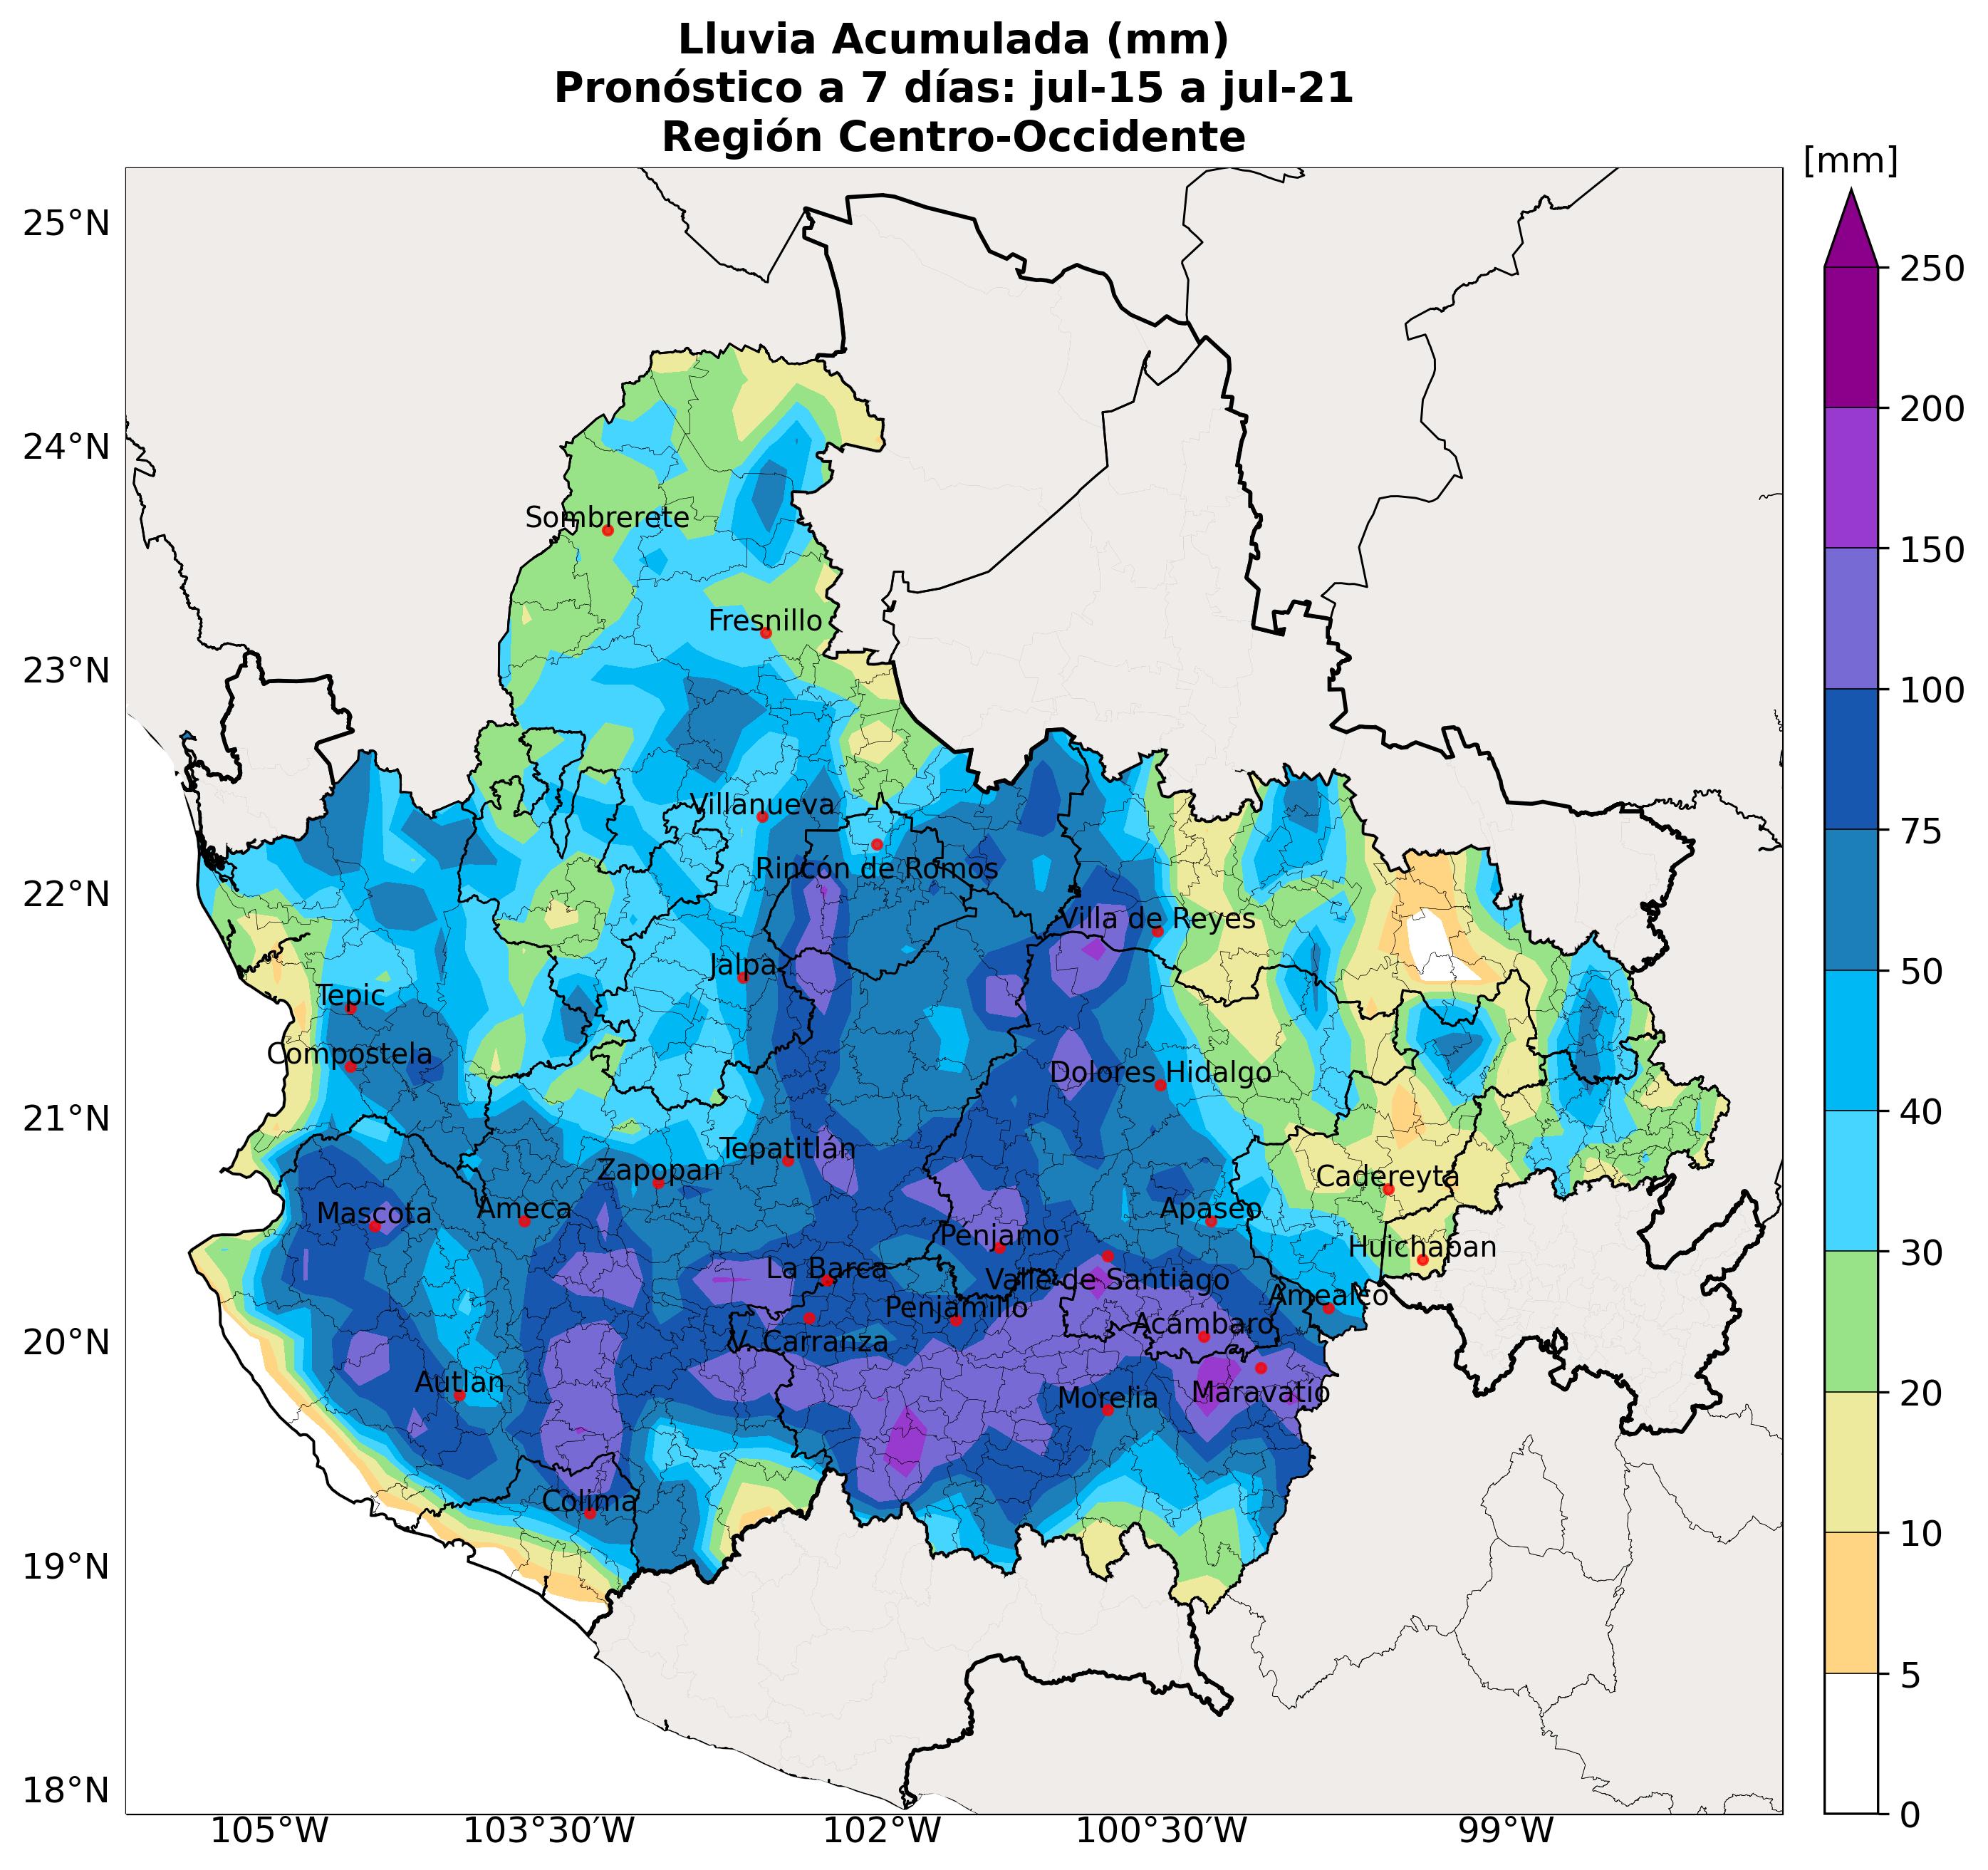 Lluvia Acumulada (mm)
Pronóstico a 7 días: jul-15 a jul-21
Región Centro-Occidente
[mm]
25°N
24°N
23°N
22°N
21°N
20°N
19°N
18°N
Sombrerete
Fresnillo
Villanueva
Rincón de Romos
Villa de Reyes
Jalpa
Tepic
Compostela
Dolores Hidalgo
Tepatitlán
Zapopan
Cadereyta
Mascota
Ameca
Apaseo
Pénjamo
Huichapan
La Barca
Valle de Santiago
Amealco
Penjamillo
Acámbaro
V. Carranza
Autlán
Morelia
Maravatío
Colima
105°W
103°30'W
102°W
100°30'W
99°W
250
200
150
100
75
50
40
30
20
10
5
0